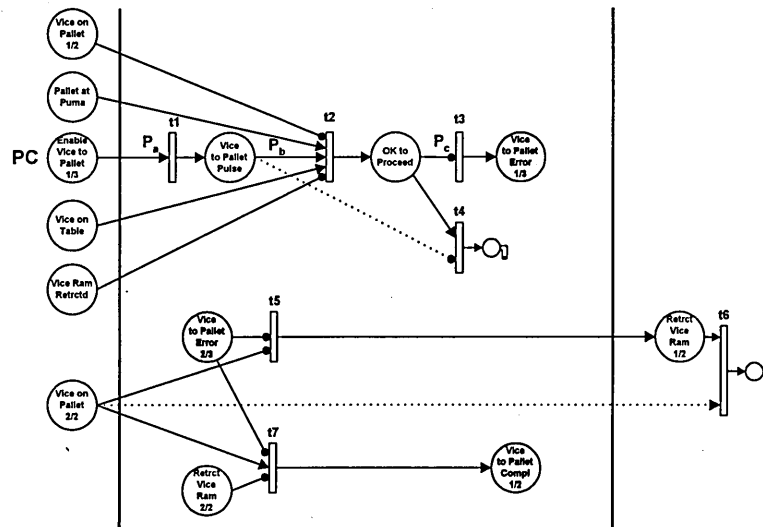 Vice on
Pallet
1/2
Pallet at
Puma
t1
t2
t3
PC
Enable
Vice to
Pallet
1/3
Pa
Vice
to Pallet
Pulse
Pb
OK to
Proceed
Pc
Vice
to Pallet
Error
1/3
Vice on
Table
t4
Vice Ram
Retrctd
t5
Vice
to Pallet
Error
2/3
Retrct
Vice
Ram
1/2
t6
Vice on
Pallet
2/2
t7
Retrct
Vice
Ram
2/2
Vice
to Pallet
Compl
1/2